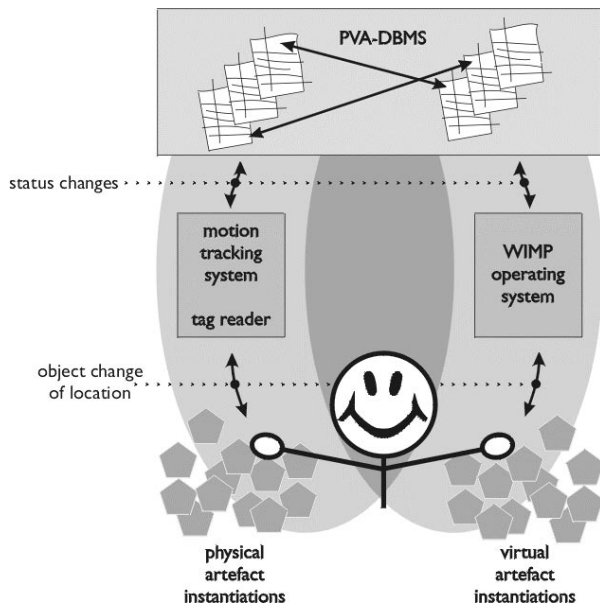 PVA-DBMS
status changes
motion
tracking
system
tag reader
WIMP
operating
system
object change
of location
physical
artefact
instantiations
virtual
artefact
instantiations